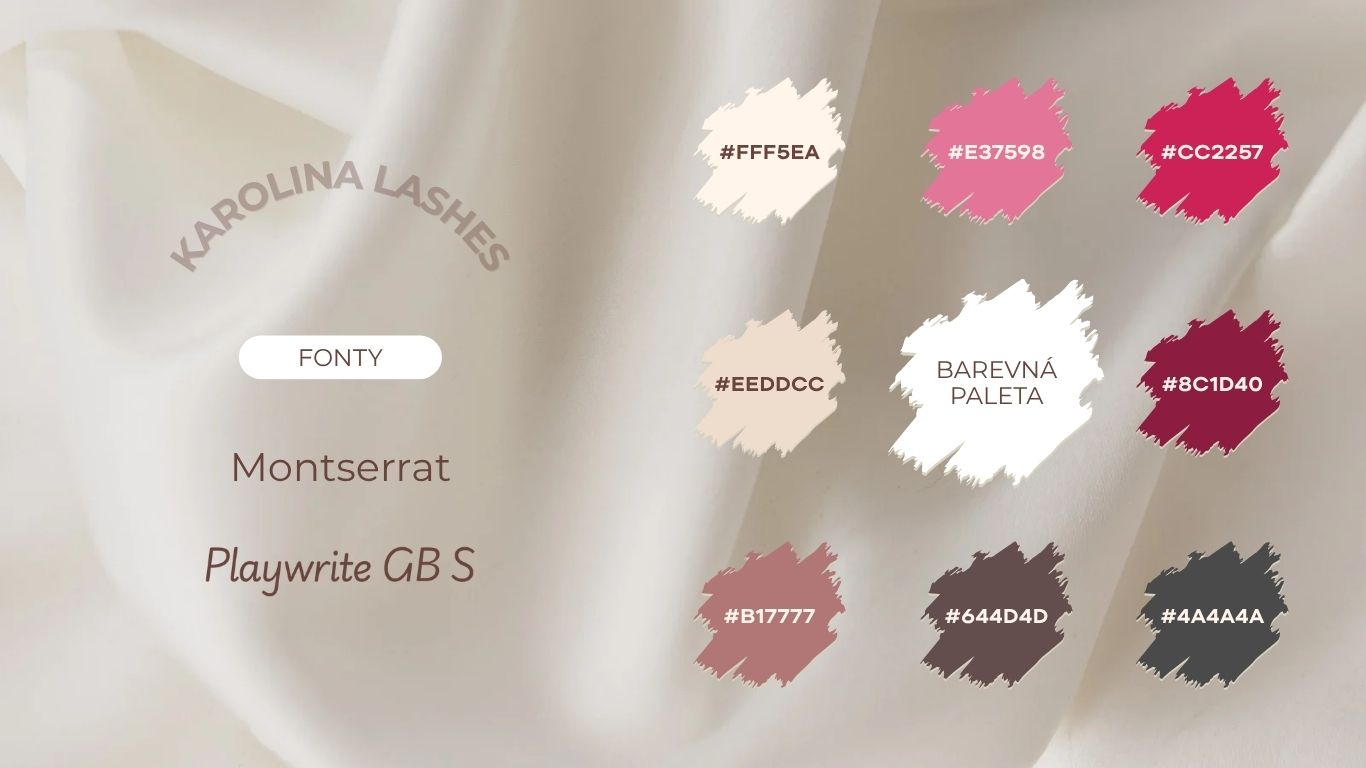 KAROLINA LASHES
FONTY
Montserrat
Playwrite GB S
#FFF5EA
#E37598
#CC2257
#EEDDCC
BAREVNÁ
PALETA
#8C1D40
#B17777
#644D4D
#4A4A4A